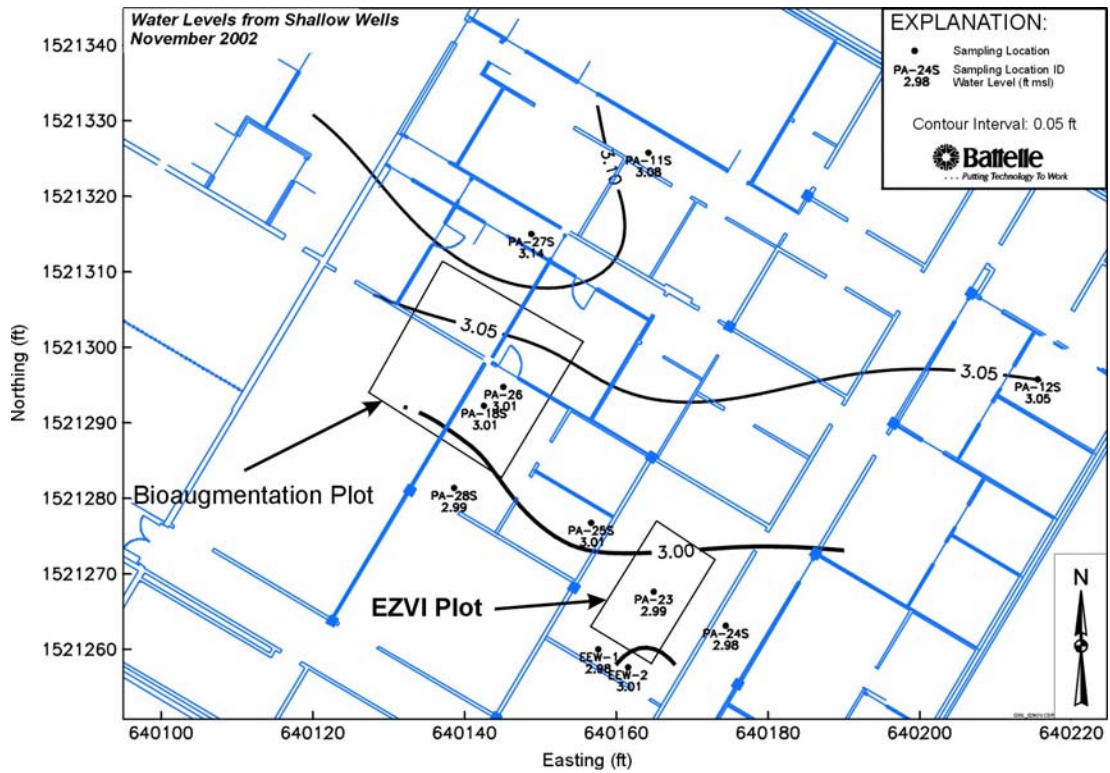 Water Levels from Shallow Wells
November 2002
EXPLANATION:
Sampling Location
PA-24S Sampling Location ID
2.98 Water Level (ft msl)
Contour Interval: 0.05 ft
Battelle
... Putting Technology To Work
1521340
1521330
1521320
1521310
1521300
1521290
1521280
1521270
1521260
Northing (ft)
3.10
PA-11S
3.08
PA-27S
3.14
3.05
3.05
PA-12S
3.05
PA-26
3.01
PA-18S
3.01
Bioaugmentation Plot
PA-28S
2.99
PA-25S
3.01
3.00
EZVI Plot
PA-23
2.99
PA-24S
2.98
EEW-1
2.98
EEW-2
3.01
N
640100
640120
640140
640160
640180
640200
640220
Easting (ft)